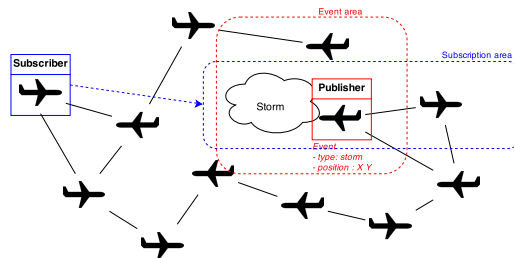 Event area
Subscription area
Subscriber
Publisher
Storm
Event
- type: storm
- position : X Y